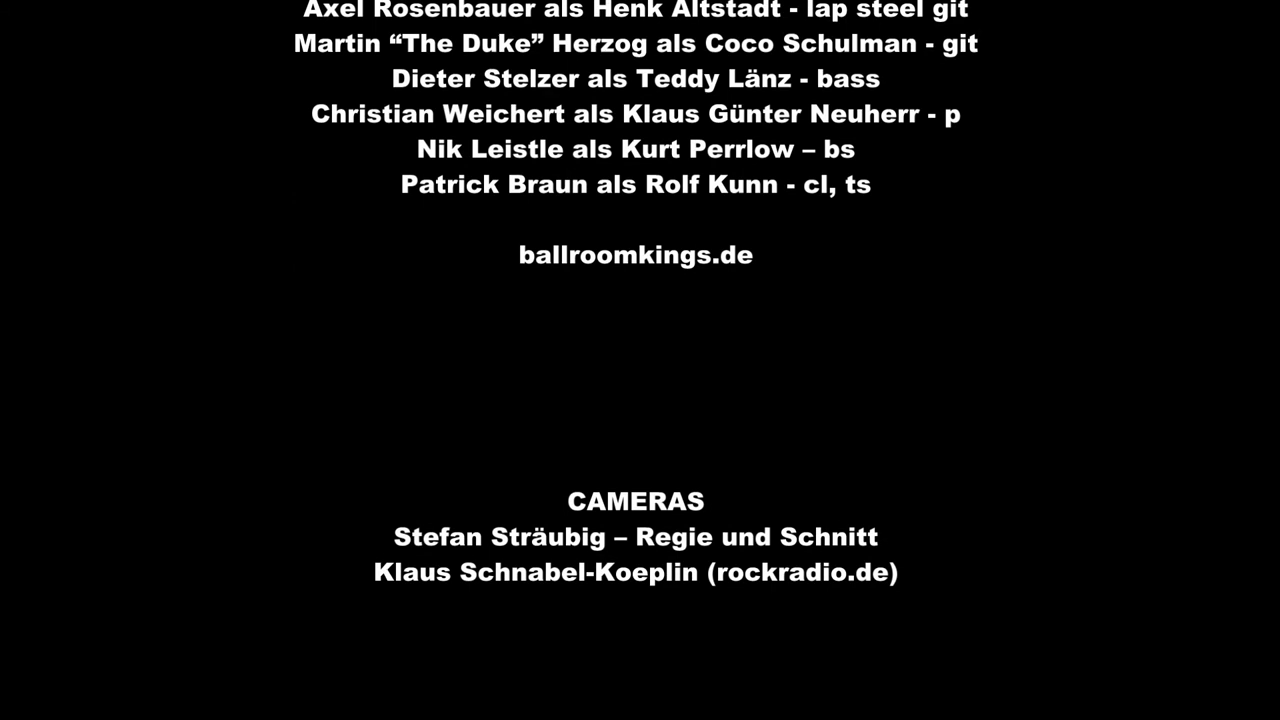 Axel Rosenbauer als Henk Altstadt - lap steel git
Martin “The Duke” Herzog als Coco Schulman - git
Dieter Stelzer als Teddy Länz - bass
Christian Weichert als Klaus Günter Neuherr - p
Nik Leistle als Kurt Perrlow – bs
Patrick Braun als Rolf Kunn - cl, ts
ballroomkings.de
CAMERAS
Stefan Sträubig – Regie und Schnitt
Klaus Schnabel-Koeplin (rockradio.de)